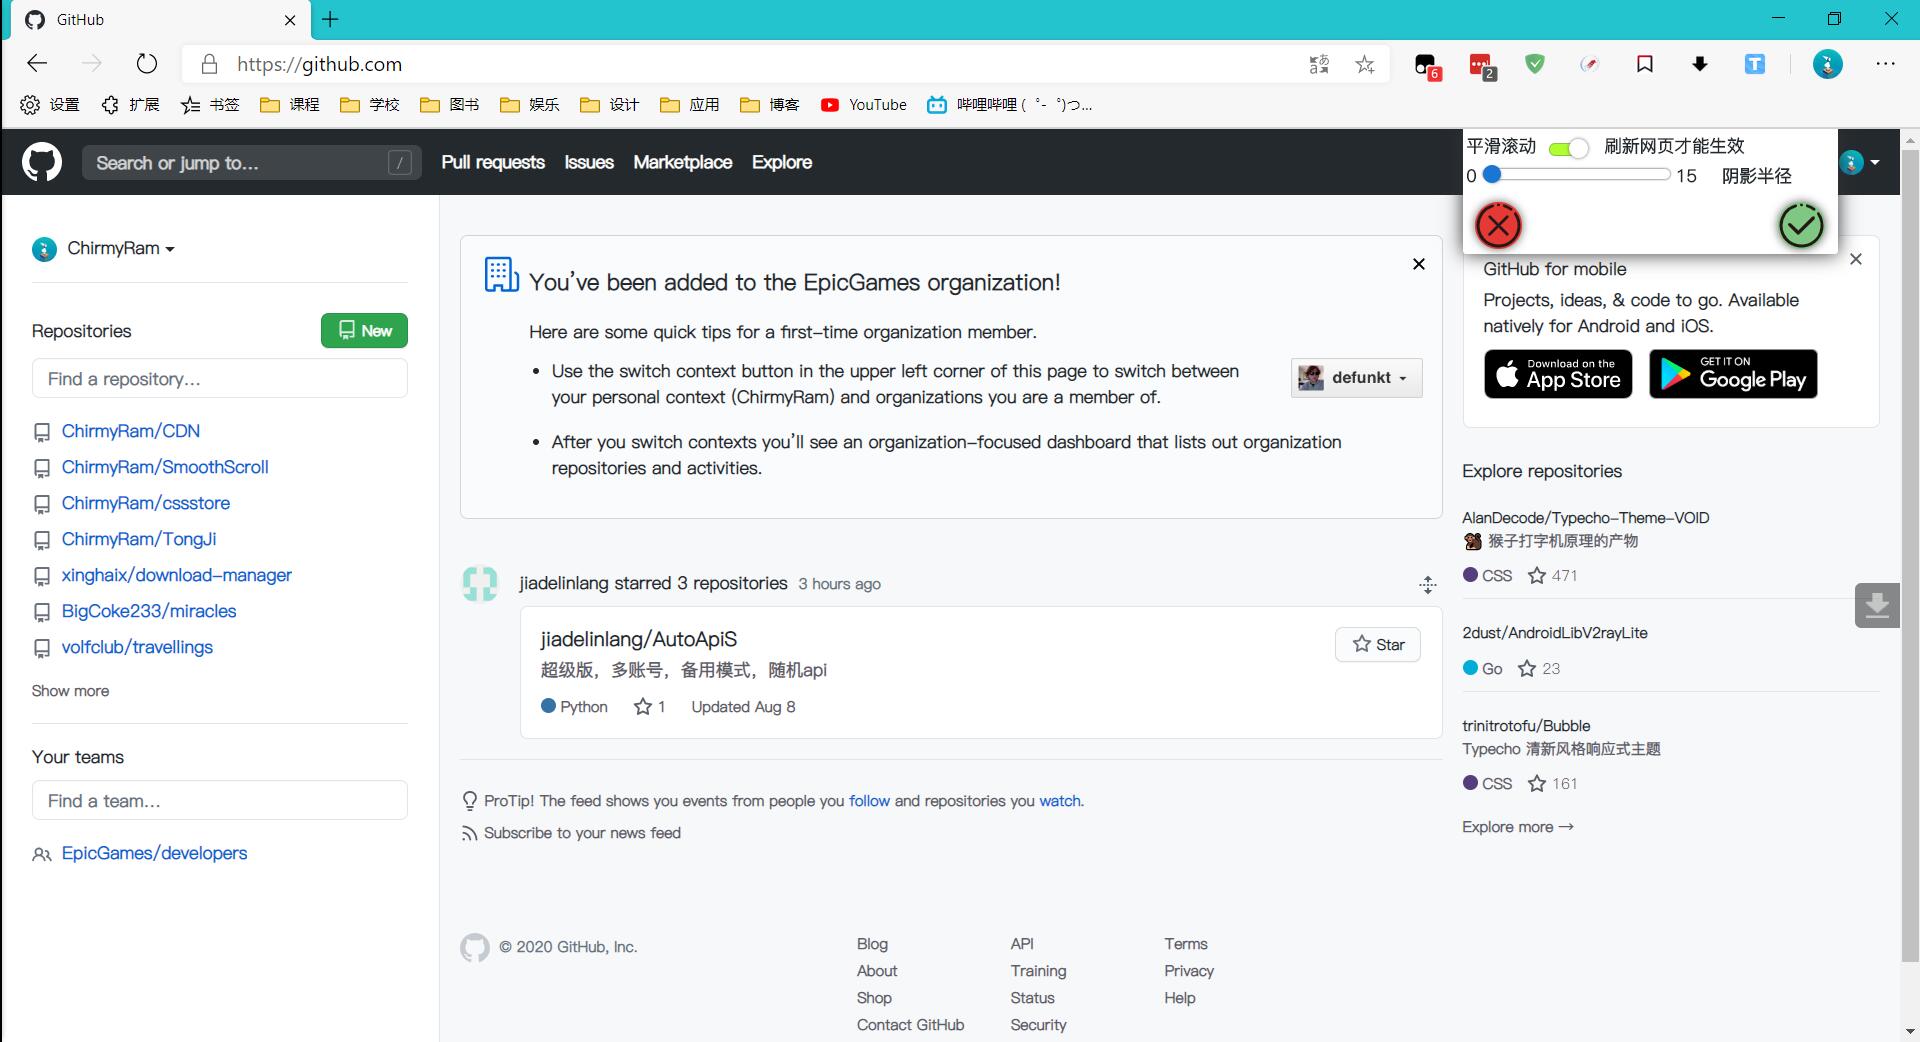 GitHub
https://github.com
6
2
设置
扩展
书签
课程
学校
图书
娱乐
设计
应用
博客
YouTube
哔哩哔哩 ( ゜- ゜)つ...
Search or jump to...
/
Pull requests
Issues
Marketplace
Explore
平滑滚动
刷新网页才能生效
0
15
阴影半径
ChirmyRam
Repositories
New
Find a repository...
ChirmyRam/CDN
ChirmyRam/SmoothScroll
ChirmyRam/cssstore
ChirmyRam/TongJi
xinghaix/download-manager
BigCoke233/miracles
volfclub/travellings
Show more
Your teams
Find a team...
EpicGames/developers
You've been added to the EpicGames organization!
Here are some quick tips for a first-time organization member.
• Use the switch context button in the upper left corner of this page to switch between
your personal context (ChirmyRam) and organizations you are a member of.
defunkt
• After you switch contexts you'll see an organization-focused dashboard that lists out organization
repositories and activities.
jiadelinlang starred 3 repositories 3 hours ago
jiadelinlang/AutoApiS
Star
超级版，多账号，备用模式，随机api
Python 1 Updated Aug 8
ProTip! The feed shows you events from people you follow and repositories you watch.
Subscribe to your news feed
GitHub for mobile
Projects, ideas, & code to go. Available
natively for Android and iOS.
Download on the
App Store
GET IT ON
Google Play
Explore repositories
AlanDecode/Typecho-Theme-VOID
🐒 猴子打字机原理的产物
CSS 471
2dust/AndroidLibV2rayLite
Go 23
trinitrotofu/Bubble
Typecho 清新风格响应式主题
CSS 161
Explore more →
© 2020 GitHub, Inc.
Blog
About
Shop
Contact GitHub
API
Training
Status
Security
Terms
Privacy
Help